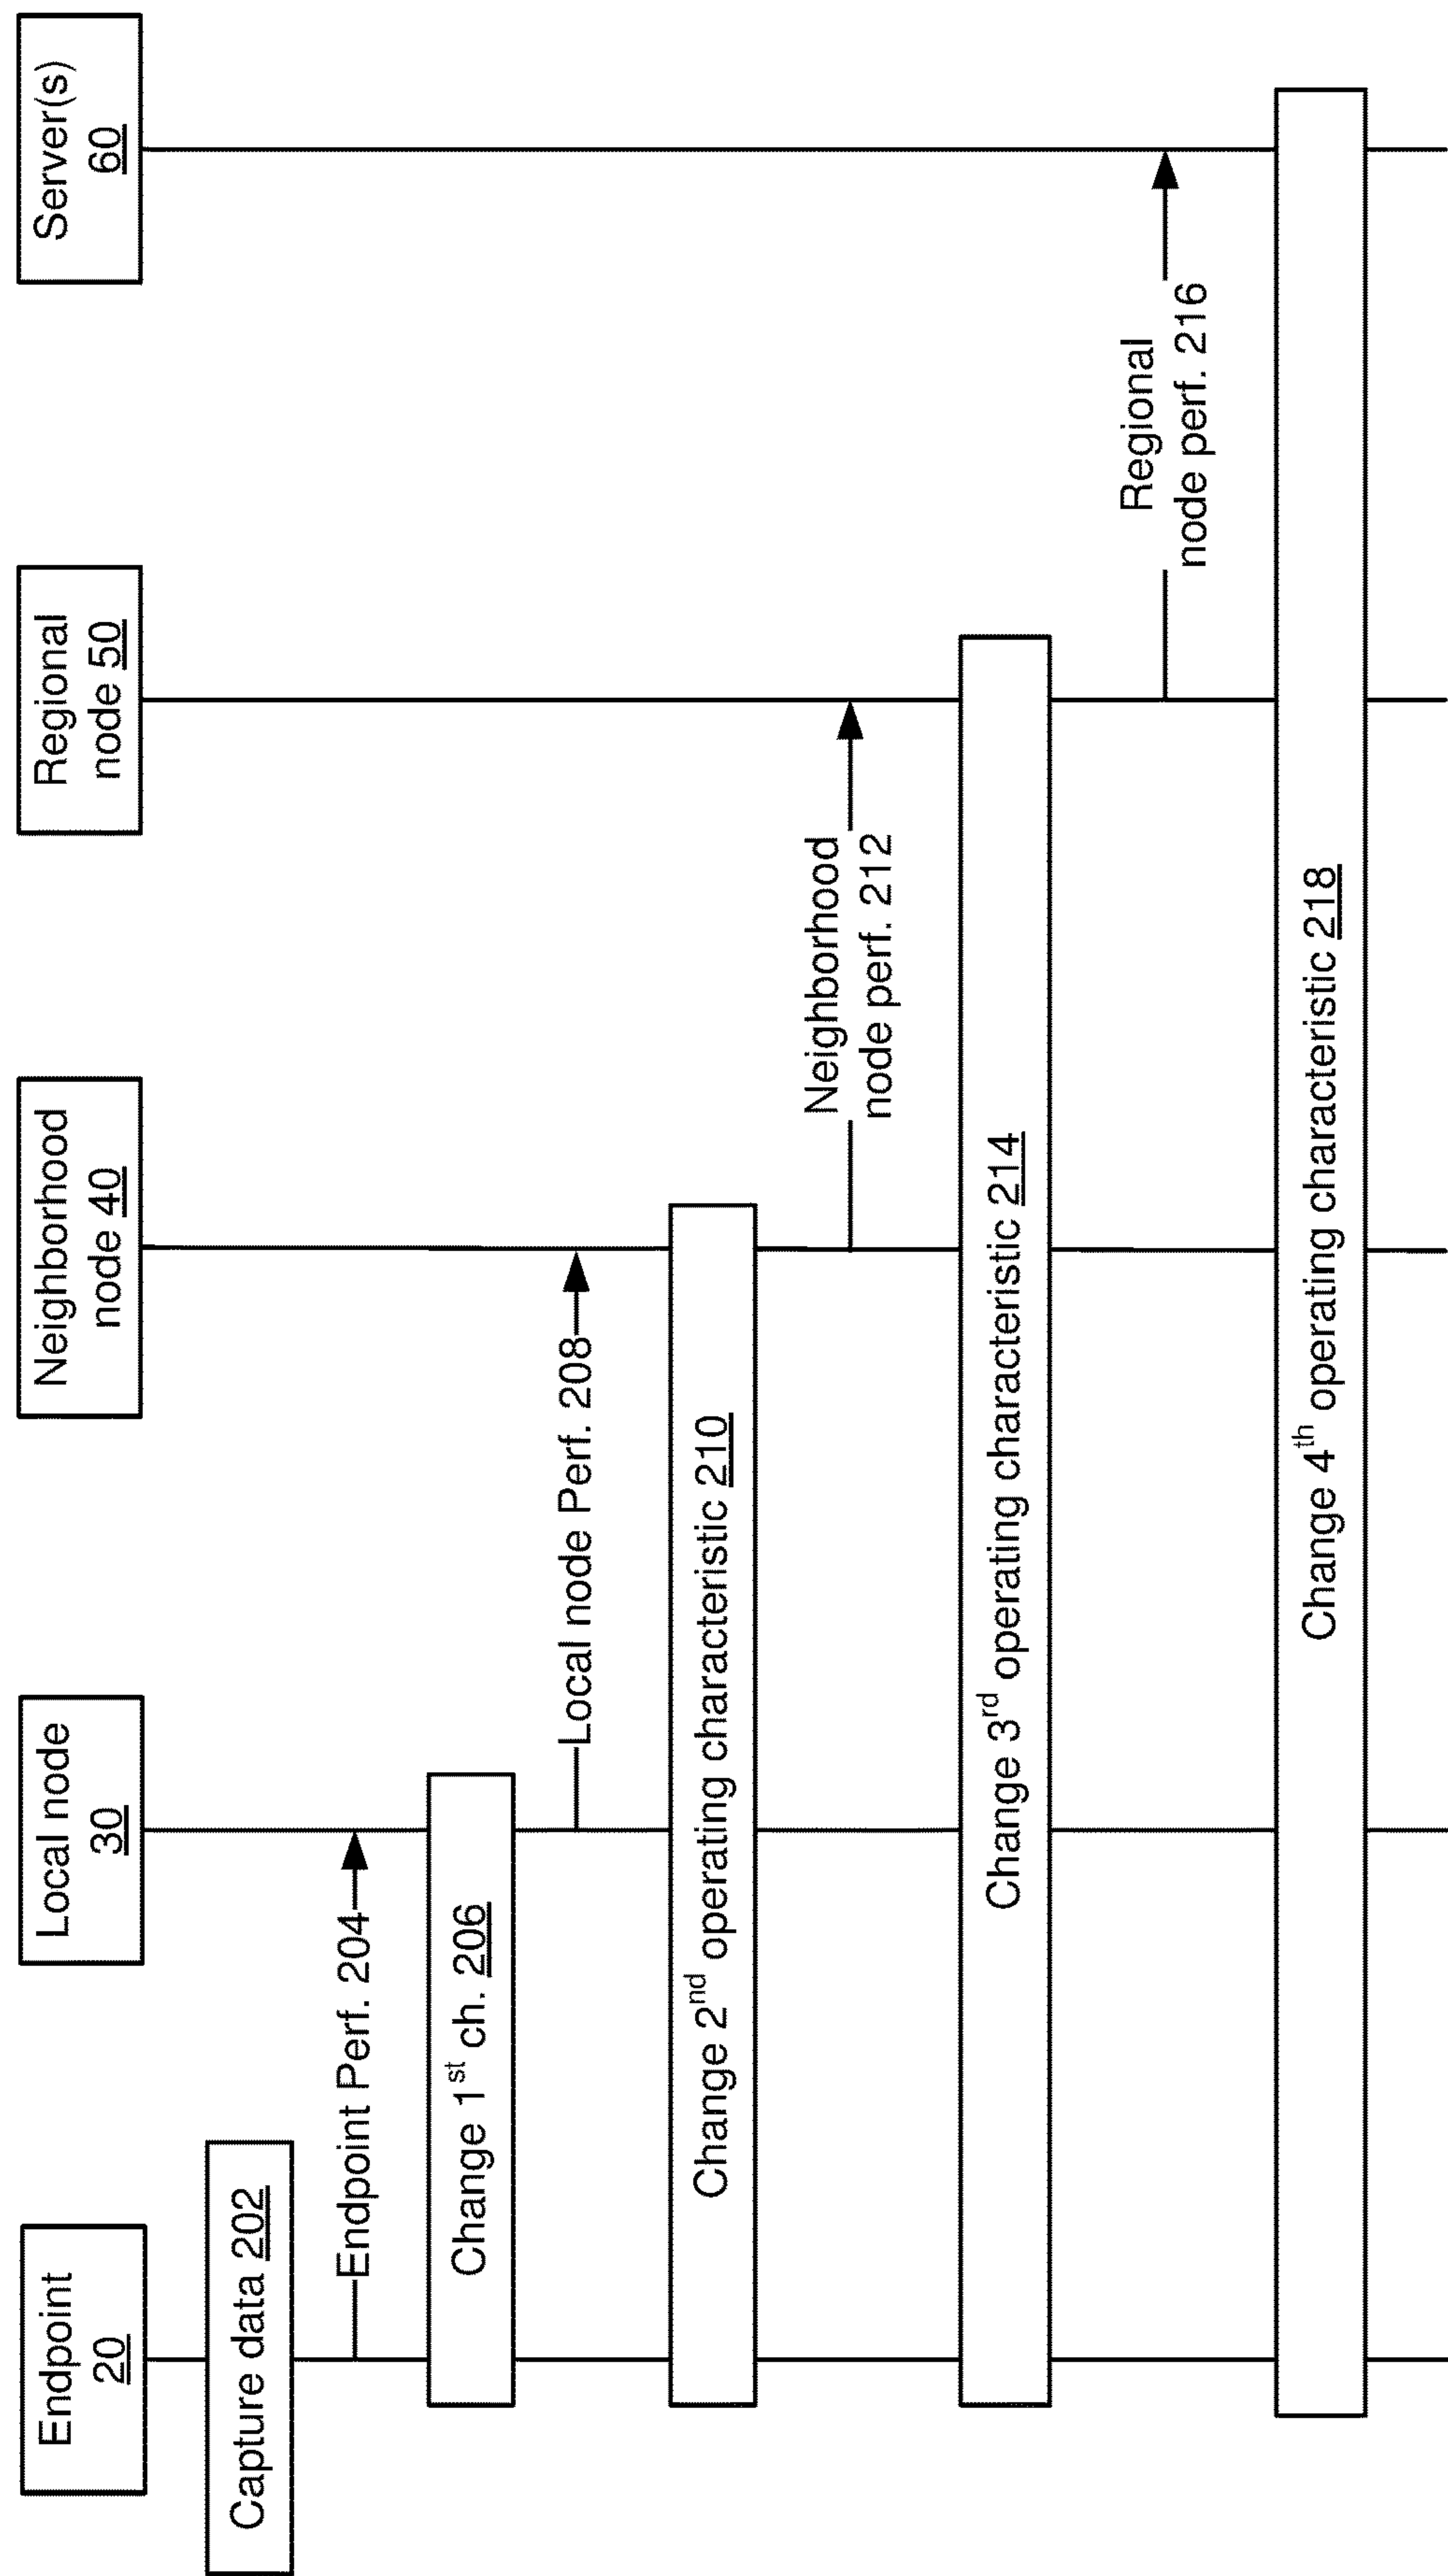 Endpoint
20
Local node
30
Neighborhood
node 40
Regional
node 50
Server(s)
60
Capture data 202
Endpoint Perf. 204
Change 1st ch. 206
Local node Perf. 208
Change 2nd operating characteristic 210
Neighborhood
node perf. 212
Change 3rd operating characteristic 214
Regional
node perf. 216
Change 4th operating characteristic 218